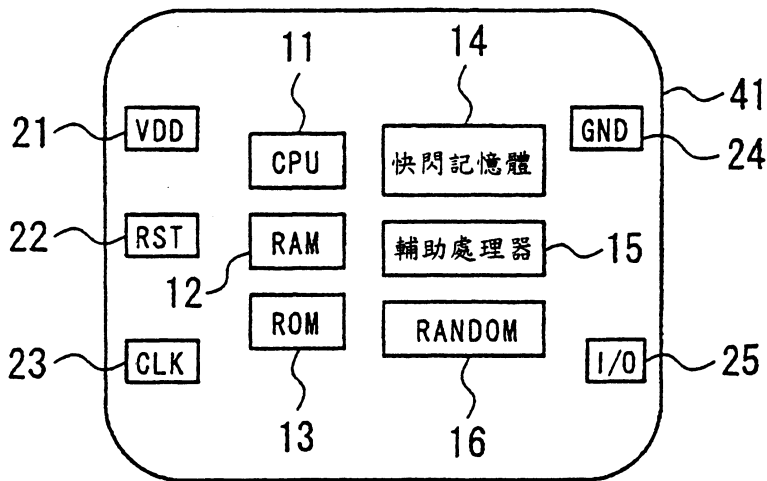 11
14
41
21
VDD
CPU
快閃記憶體
GND
24
22
RST
RAM
輔助處理器
15
12
23
CLK
ROM
RANDOM
I/O
25
13
16